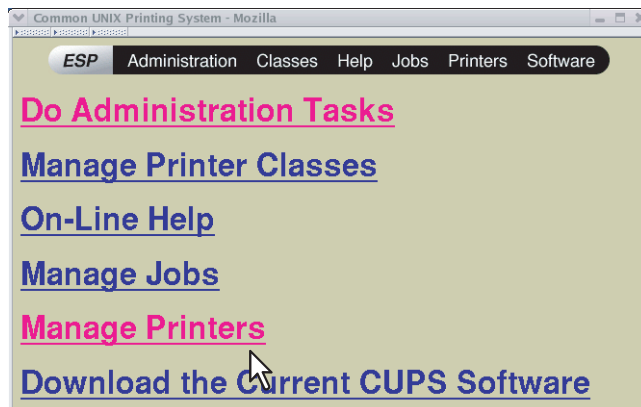 Common UNIX Printing System - Mozilla
ESP Administration Classes Help Jobs Printers Software
Do Administration Tasks
Manage Printer Classes
On-Line Help
Manage Jobs
Manage Printers
Download the Current CUPS Software